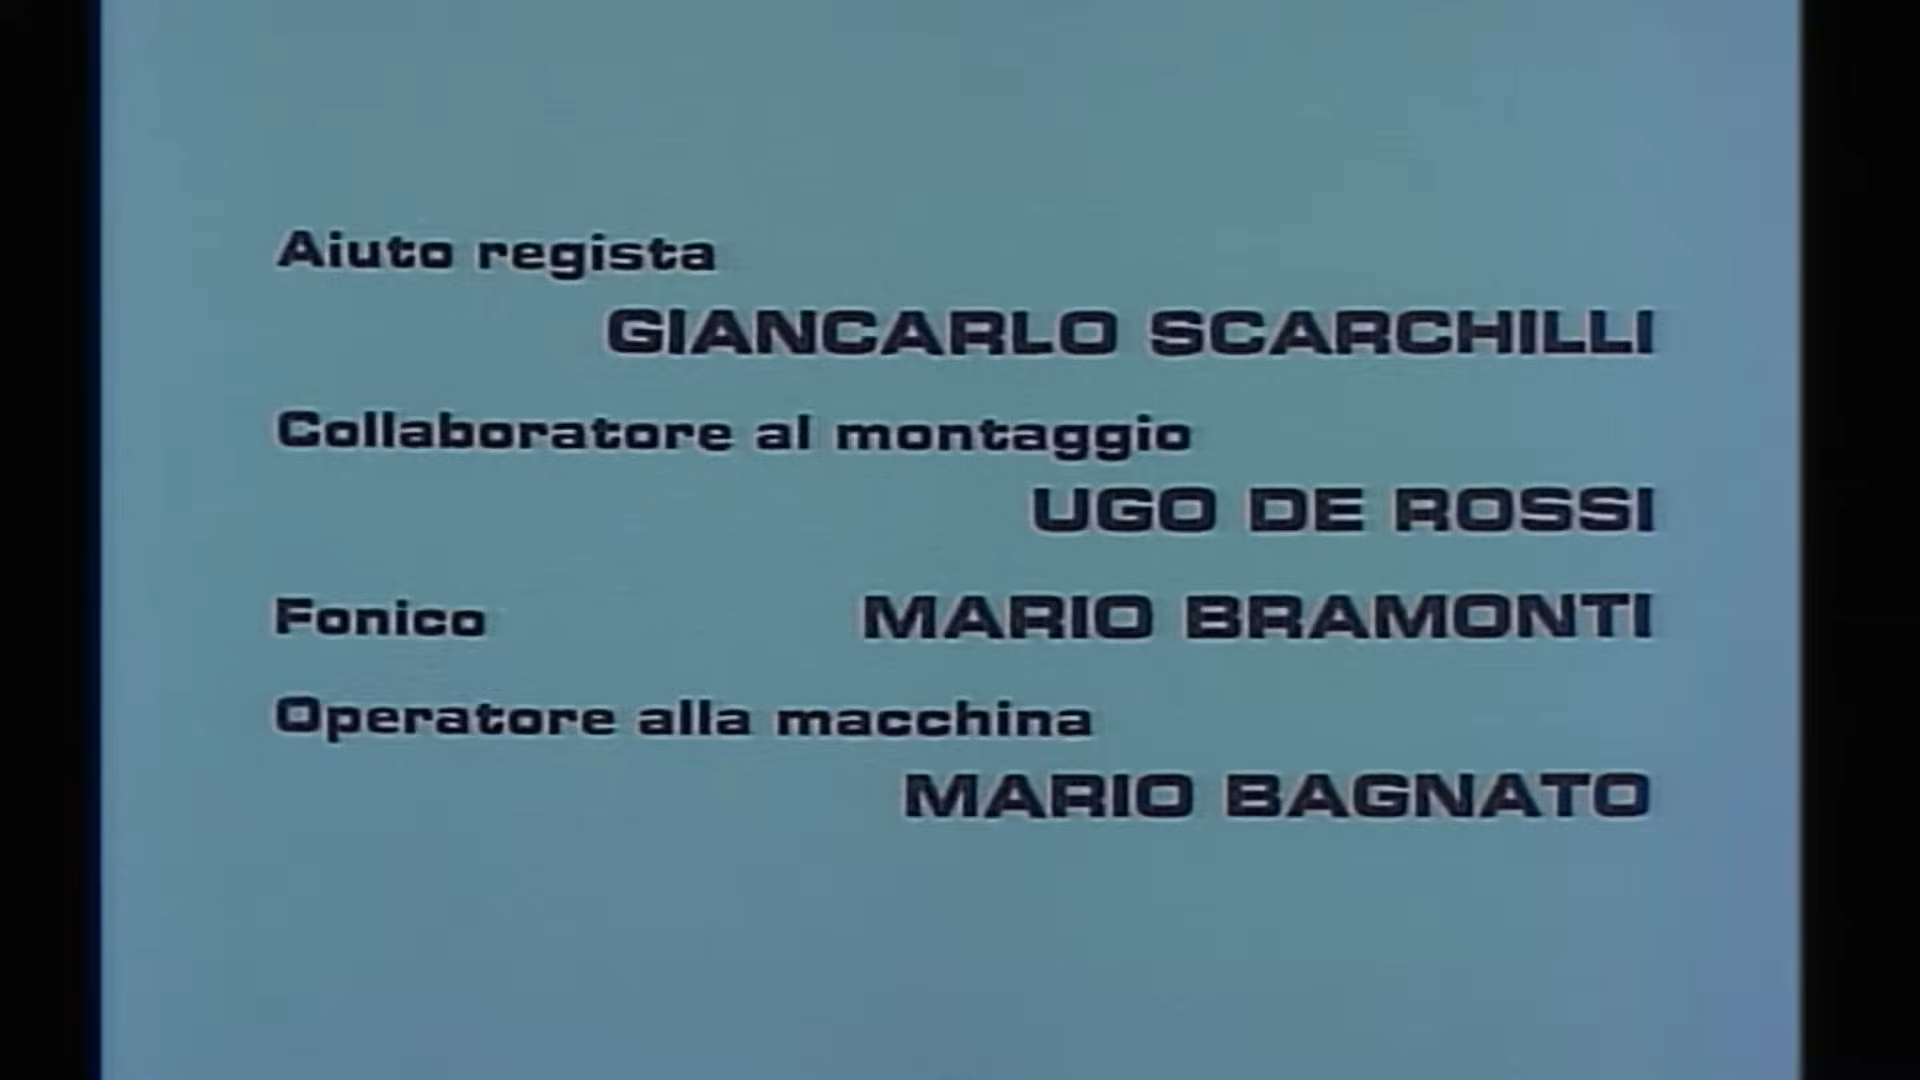 Aiuto regista
GIANCARLO SCARCHILLI
Collaboratore al montaggio
UGO DE ROSSI
Fonico MARIO BRAMONTI
Operatore alla macchina
MARIO BAGNATO